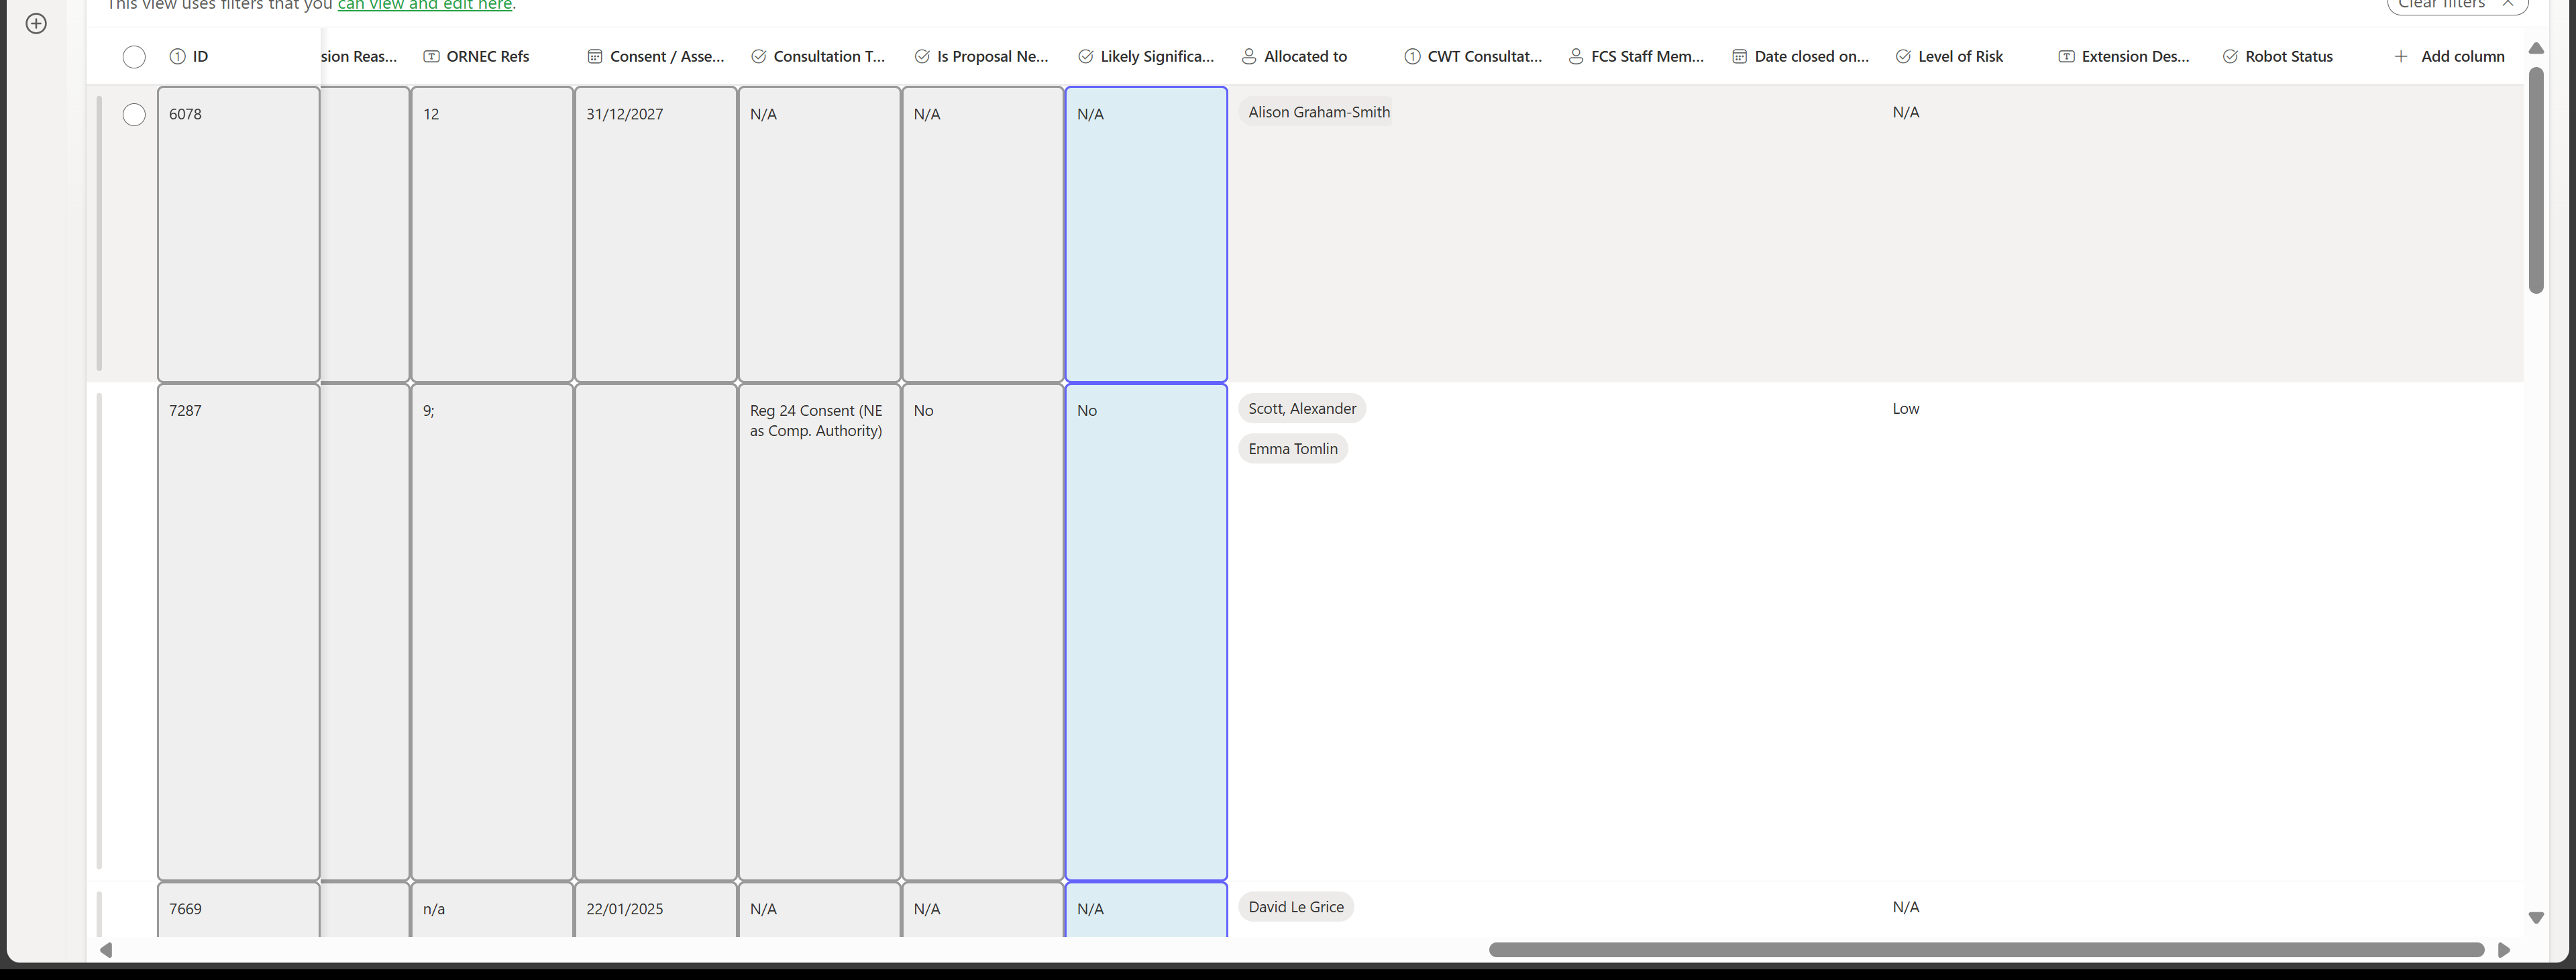 This view uses filters that you can view and edit here.
Clear filters
ID
sion Reas...
ORNEC Refs
Consent / Asse...
Consultation T...
Is Proposal Ne...
Likely Significa...
Allocated to
CWT Consultat...
FCS Staff Mem...
Date closed on...
Level of Risk
Extension Des...
Robot Status
Add column
6078
12
31/12/2027
N/A
N/A
N/A
Alison Graham-Smith
N/A
7287
9;
Reg 24 Consent (NE
as Comp. Authority)
No
No
Scott, Alexander
Emma Tomlin
Low
7669
n/a
22/01/2025
N/A
N/A
N/A
David Le Grice
N/A